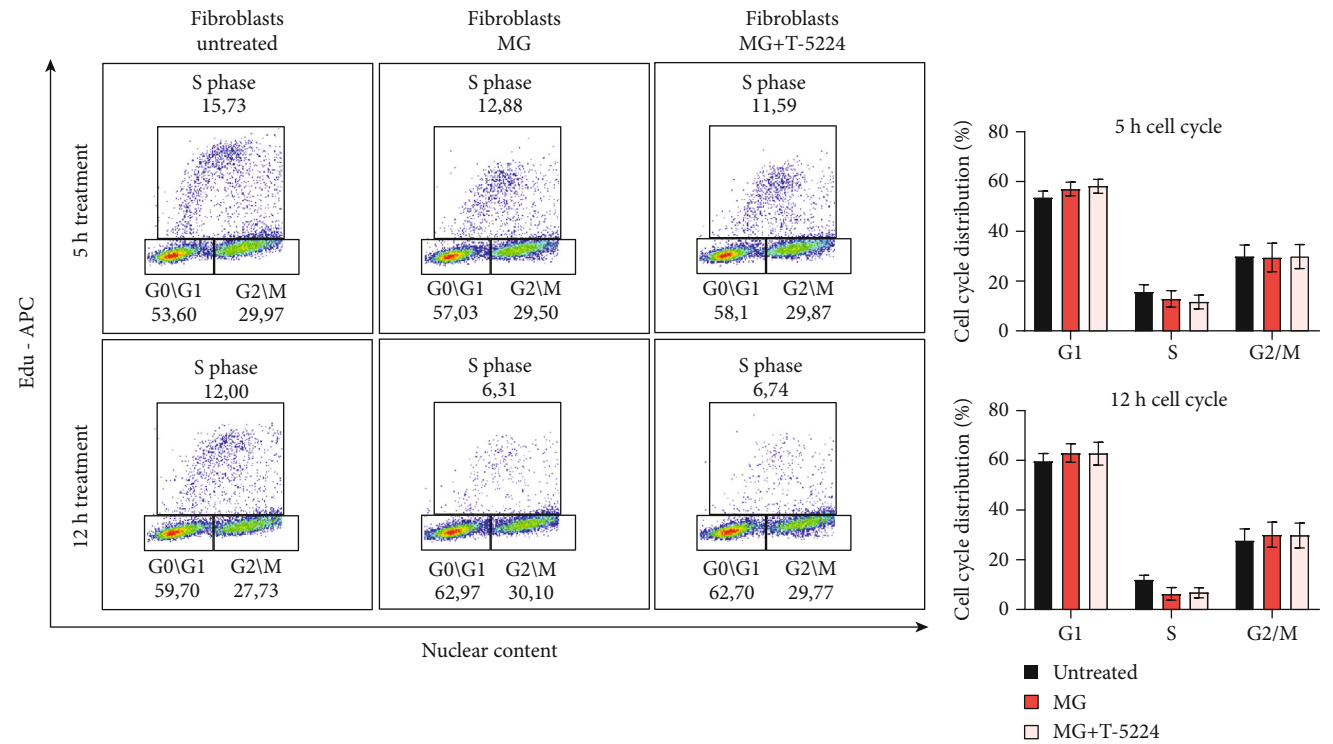 Fibroblasts
untreated
Fibroblasts
MG
Fibroblasts
MG+T-5224
Edu - APC
5 h treatment
S phase
15,73
G0\G1
53,60
G2\M
29,97
S phase
12,88
G0\G1
57,03
G2\M
29,50
S phase
11,59
G0\G1
58,1
G2\M
29,87
12 h treatment
S phase
12,00
G0\G1
59,70
G2\M
27,73
S phase
6,31
G0\G1
62,97
G2\M
30,10
S phase
6,74
G0\G1
62,70
G2\M
29,77
Nuclear content
5 h cell cycle
Cell cycle distribution (%)
80
60
40
20
0
G1
S
G2/M
12 h cell cycle
Cell cycle distribution (%)
80
60
40
20
0
G1
S
G2/M
Untreated
MG
MG+T-5224